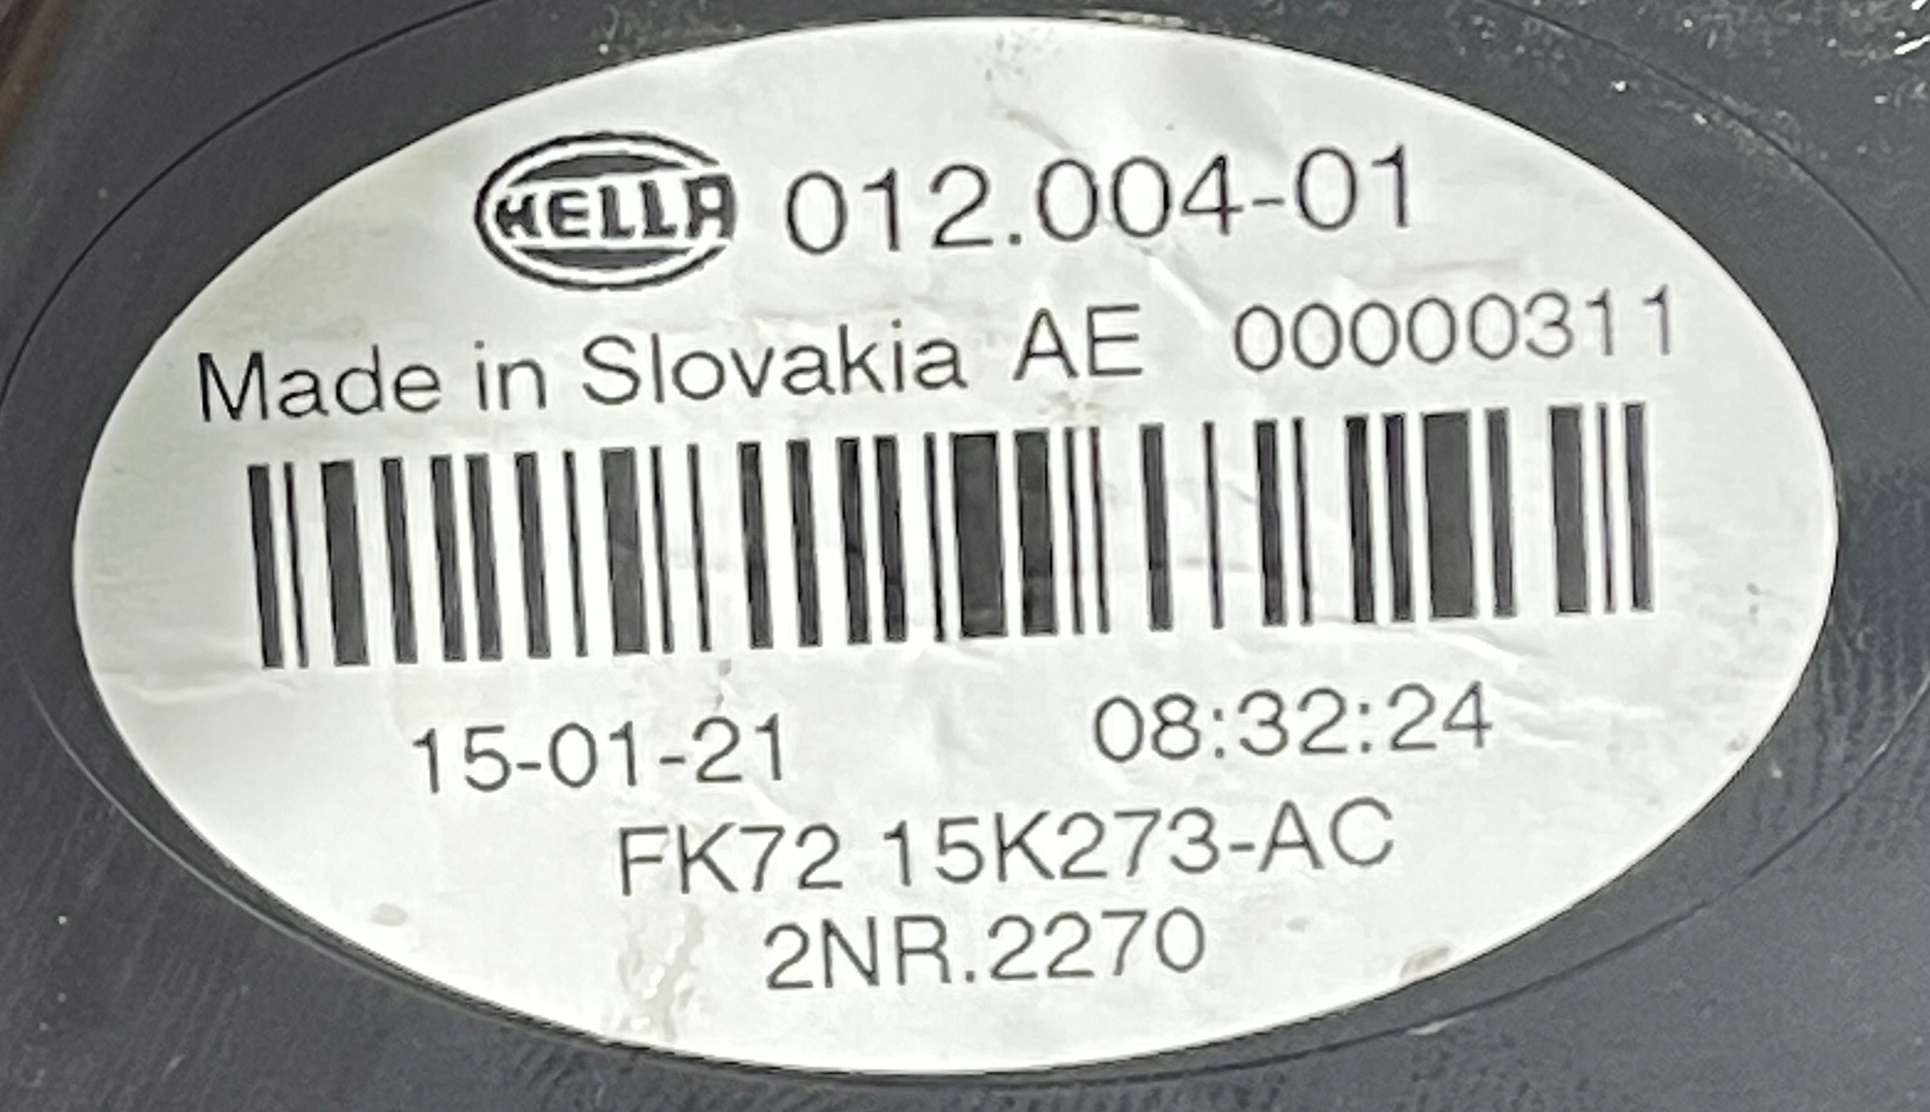 HELLA 012.004-01
Made in Slovakia AE 00000311
15-01-21 08:32:24
FK72 15K273-AC
2NR.2270